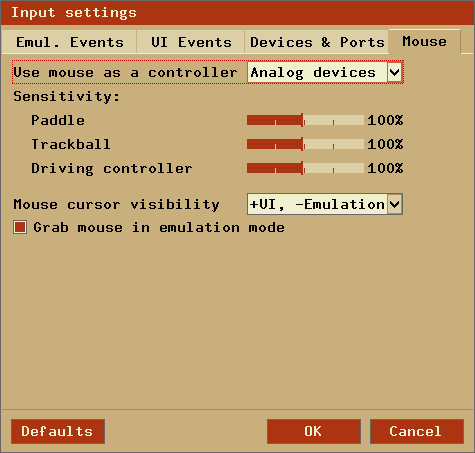 Input settings
Emul. Events UI Events Devices & Ports Mouse
Use mouse as a controller Analog devices
Sensitivity:
Paddle 100%
Trackball 100%
Driving controller 100%
Mouse cursor visibility +UI, -Emulation
Grab mouse in emulation mode
Defaults OK Cancel